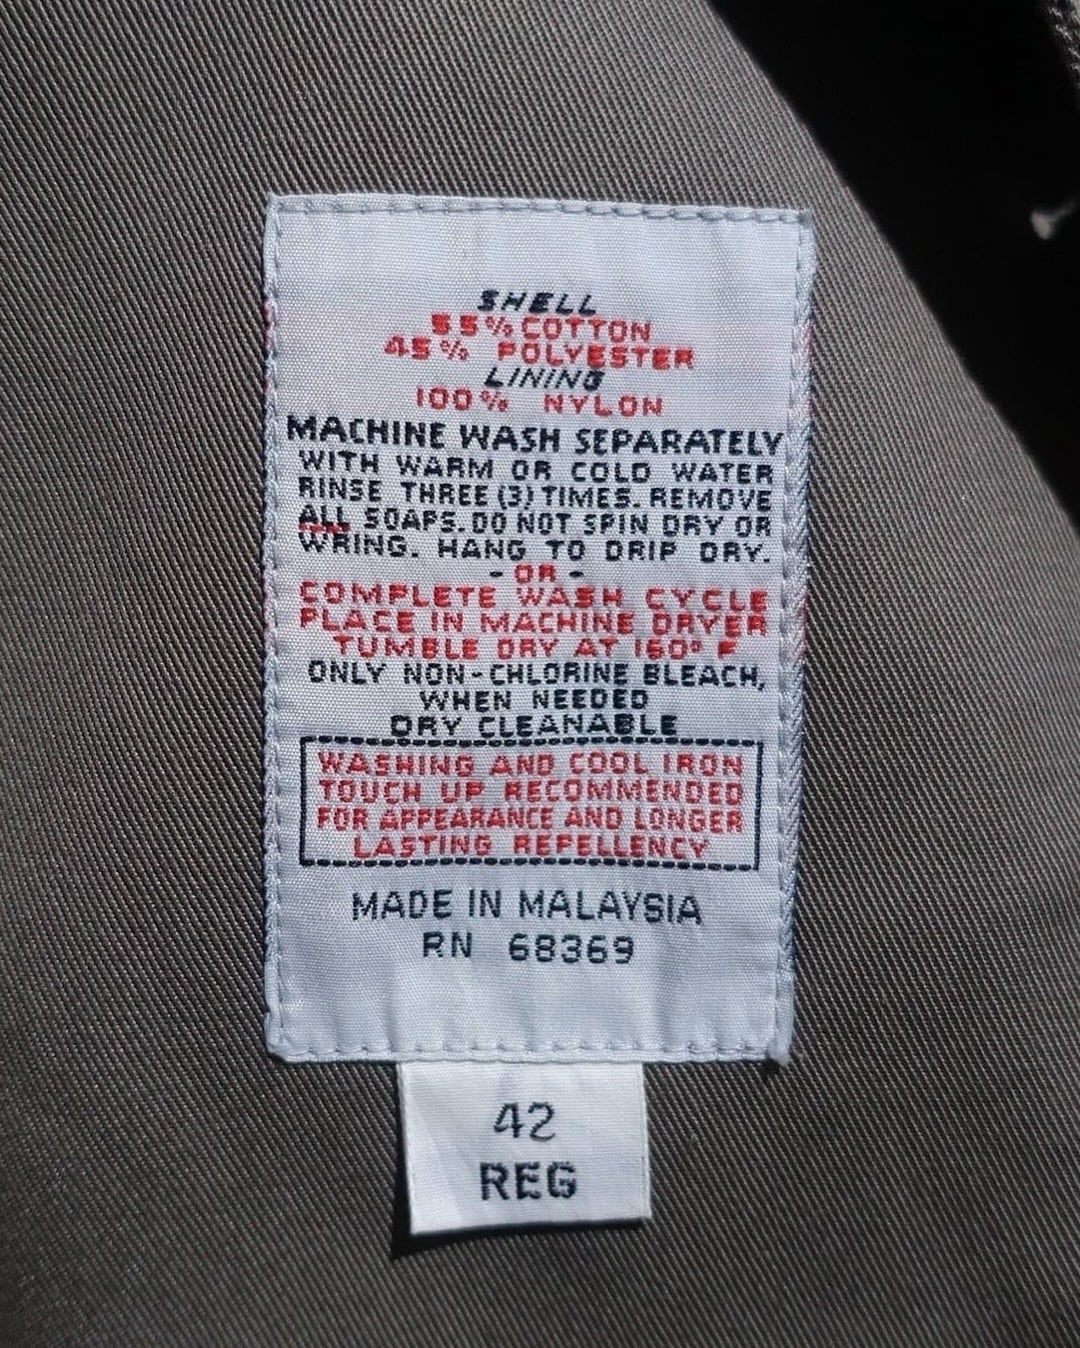 SHELL
55% COTTON
45% POLYESTER
LINING
100% NYLON
MACHINE WASH SEPARATELY
WITH WARM OR COLD WATER
RINSE THREE (3) TIMES. REMOVE
ALL SOAPS. DO NOT SPIN DRY OR
WRING. HANG TO DRIP DRY.
- OR -
COMPLETE WASH CYCLE
PLACE IN MACHINE DRYER
TUMBLE DRY AT 160° F
ONLY NON-CHLORINE BLEACH,
WHEN NEEDED
DRY CLEANABLE
WASHING AND COOL IRON
TOUCH UP RECOMMENDED
FOR APPEARANCE AND LONGER
LASTING REPELLENCY
MADE IN MALAYSIA
RN 68369
42
REG